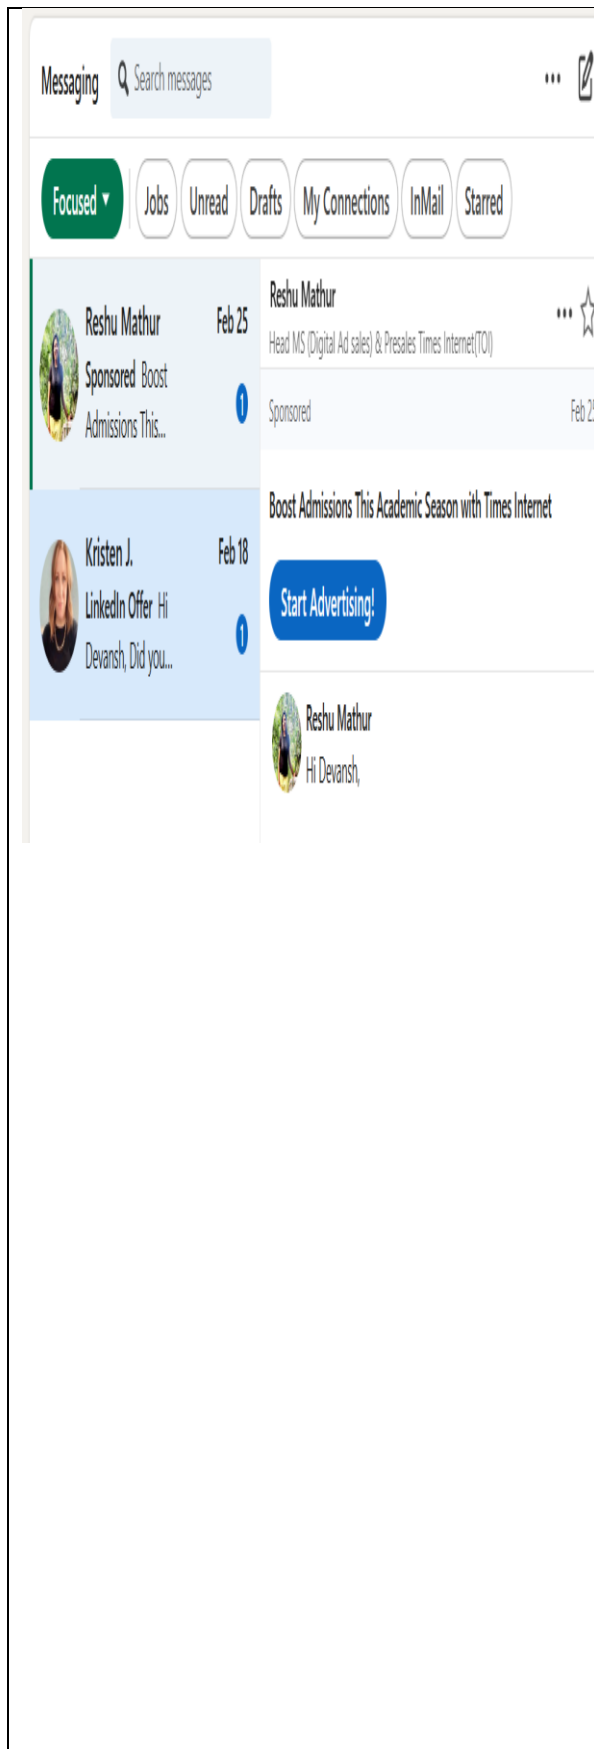 Messaging
Search messages
Focused
Jobs
Unread
Drafts
My Connections
InMail
Starred
Reshu Mathur Feb 25
Sponsored Boost
Admissions This...
1
Kristen J. Feb 18
LinkedIn Offer Hi
Devansh, Did you...
1
Reshu Mathur
Head MS (Digital Ad sales) & Presales Times Internet(TOI)
Sponsored Feb 25
Boost Admissions This Academic Season with Times Internet
Start Advertising!
Reshu Mathur
Hi Devansh,